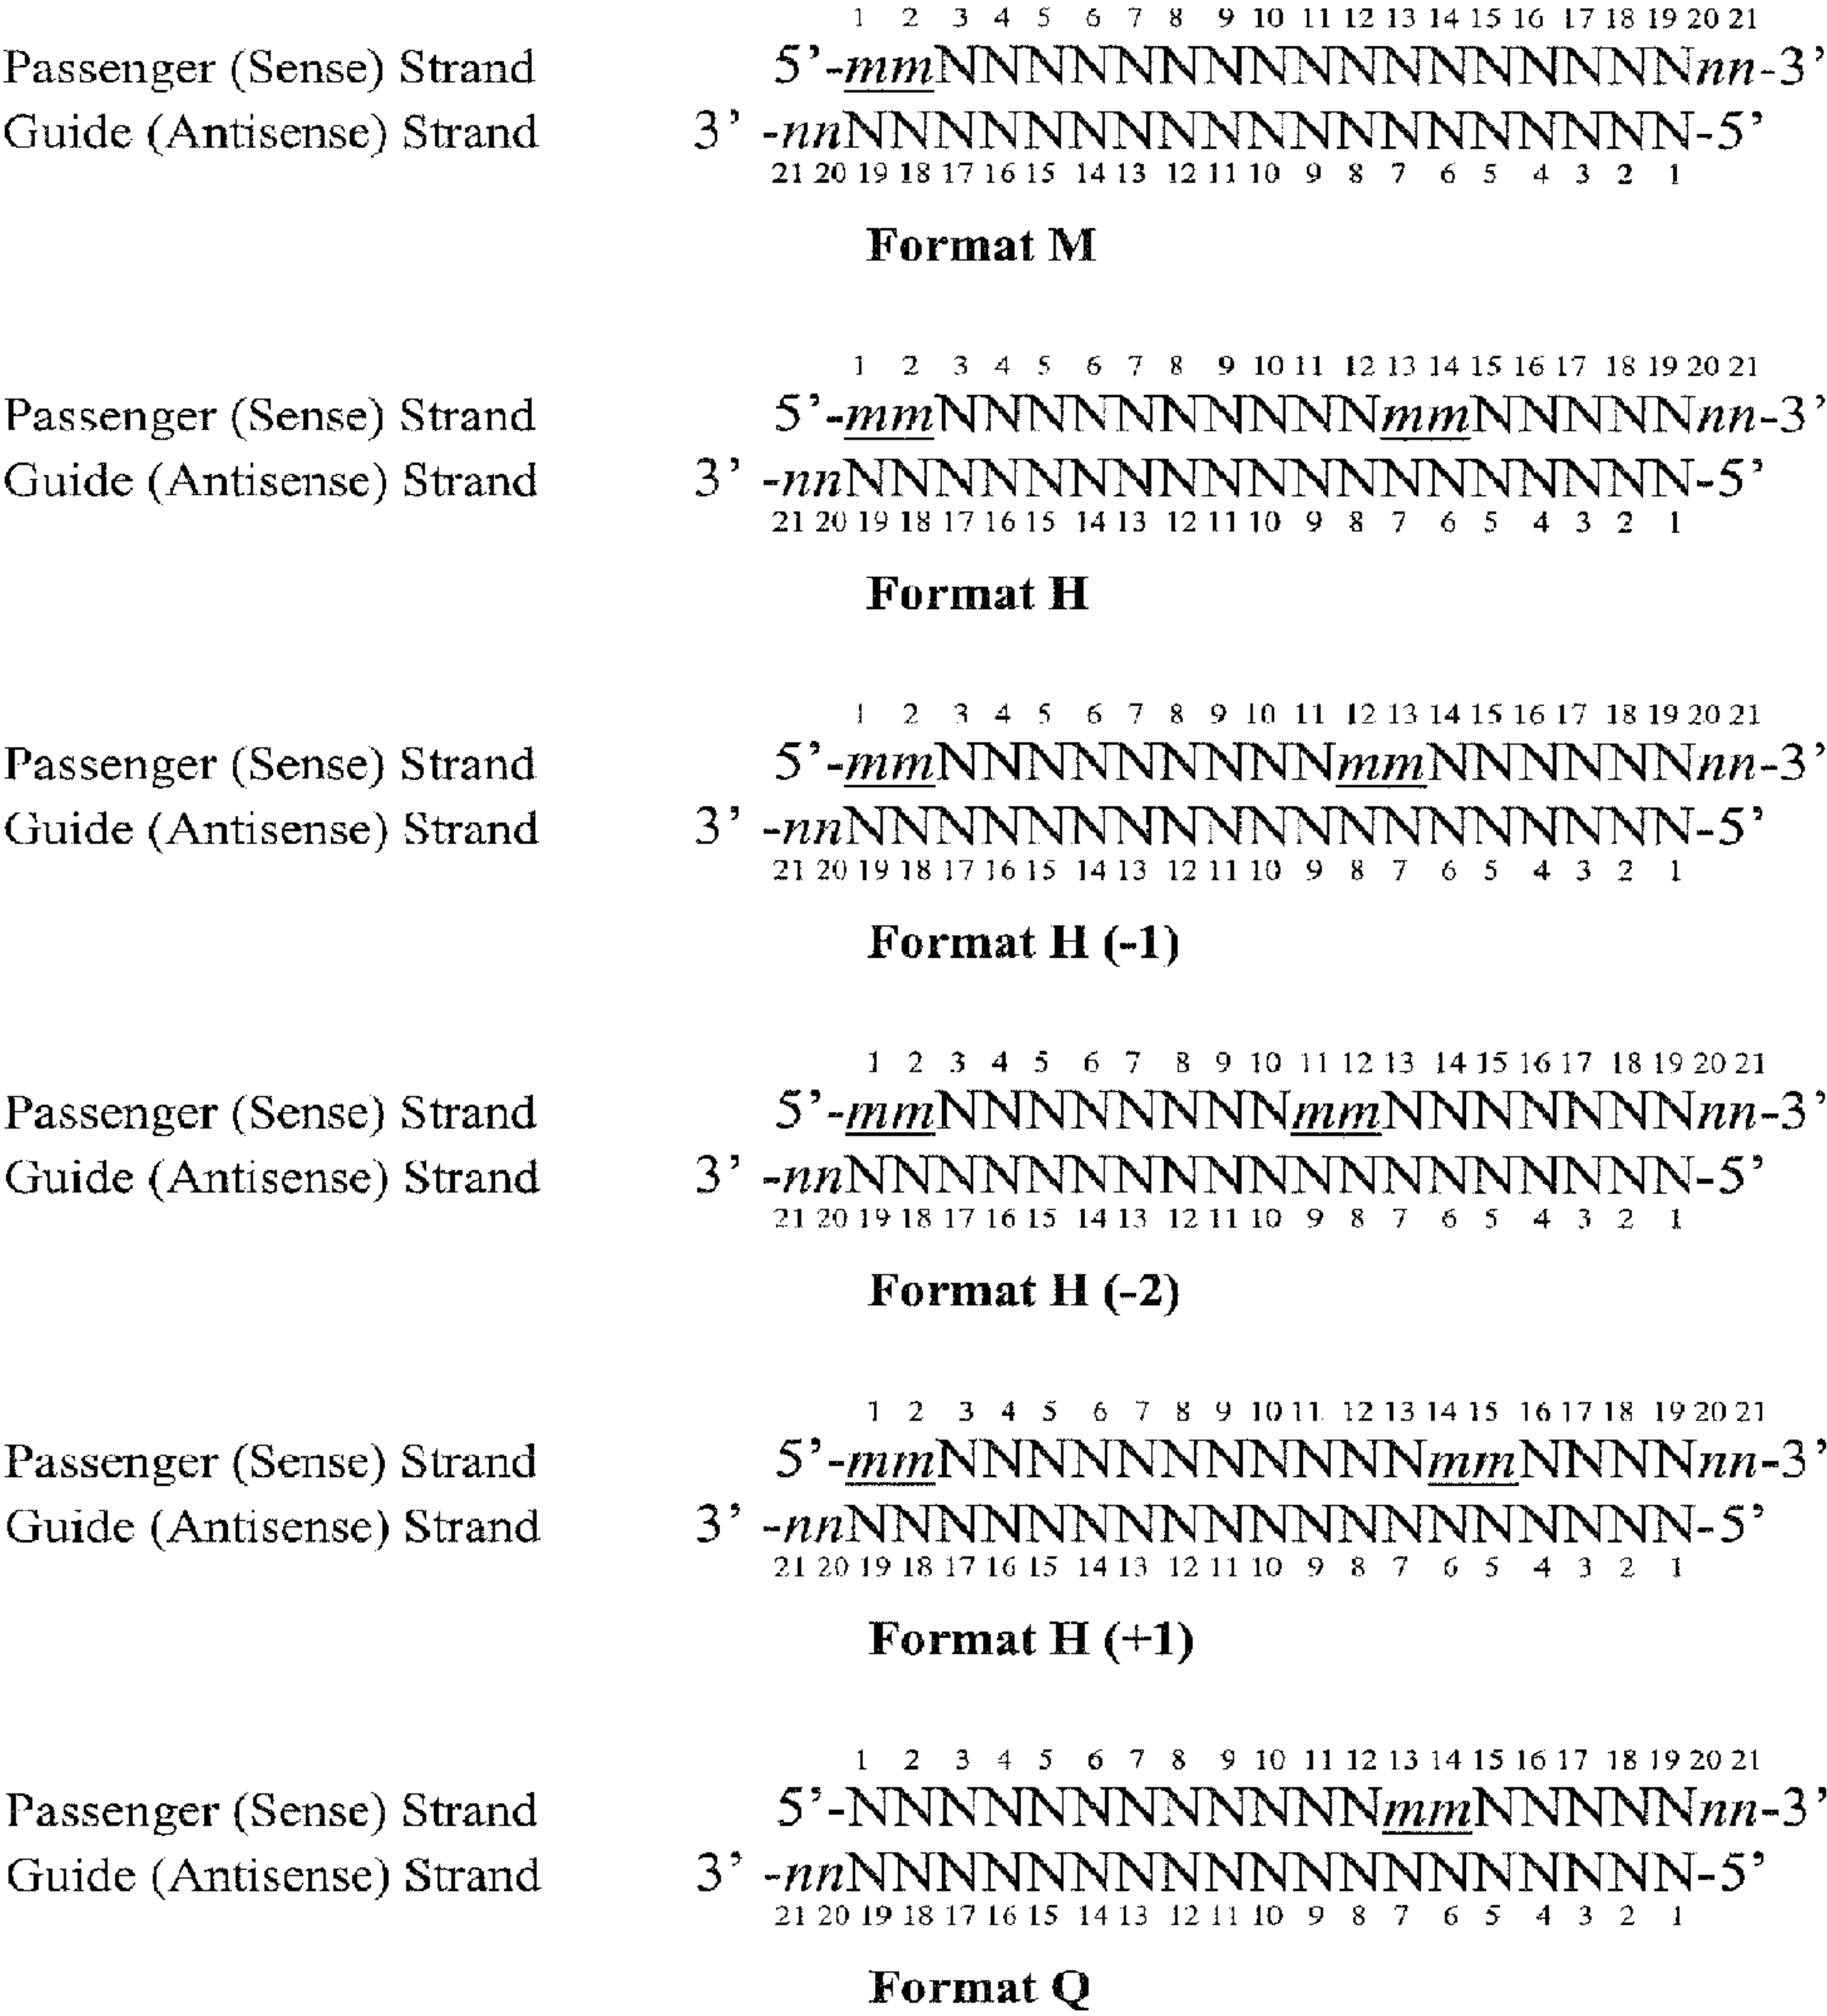 1 2 3 4 5 6 7 8 9 10 11 12 13 14 15 16 17 18 19 20 21
Passenger (Sense) Strand 5’-mmNNNNNNNNNNNNNNNNNnn-3’
Guide (Antisense) Strand 3’ -nnNNNNNNNNNNNNNNNNNNN-5’
21 20 19 18 17 16 15 14 13 12 11 10 9 8 7 6 5 4 3 2 1
Format M
1 2 3 4 5 6 7 8 9 10 11 12 13 14 15 16 17 18 19 20 21
Passenger (Sense) Strand 5’-mmNNNNNNNNNNmmNNNNNnn-3’
Guide (Antisense) Strand 3’ -nnNNNNNNNNNNNNNNNNNNN-5’
21 20 19 18 17 16 15 14 13 12 11 10 9 8 7 6 5 4 3 2 1
Format H
1 2 3 4 5 6 7 8 9 10 11 12 13 14 15 16 17 18 19 20 21
Passenger (Sense) Strand 5’-mmNNNNNNNNNmmNNNNNNnn-3’
Guide (Antisense) Strand 3’ -nnNNNNNNNNNNNNNNNNNNN-5’
21 20 19 18 17 16 15 14 13 12 11 10 9 8 7 6 5 4 3 2 1
Format H (-1)
1 2 3 4 5 6 7 8 9 10 11 12 13 14 15 16 17 18 19 20 21
Passenger (Sense) Strand 5’-mmNNNNNNNNmmNNNNNNNnn-3’
Guide (Antisense) Strand 3’ -nnNNNNNNNNNNNNNNNNNNN-5’
21 20 19 18 17 16 15 14 13 12 11 10 9 8 7 6 5 4 3 2 1
Format H (-2)
1 2 3 4 5 6 7 8 9 10 11 12 13 14 15 16 17 18 19 20 21
Passenger (Sense) Strand 5’-mmNNNNNNNNNNNmmNNNNnn-3’
Guide (Antisense) Strand 3’ -nnNNNNNNNNNNNNNNNNNNN-5’
21 20 19 18 17 16 15 14 13 12 11 10 9 8 7 6 5 4 3 2 1
Format H (+1)
1 2 3 4 5 6 7 8 9 10 11 12 13 14 15 16 17 18 19 20 21
Passenger (Sense) Strand 5’-NNNNNNNNNNNNmmNNNNNnn-3’
Guide (Antisense) Strand 3’ -nnNNNNNNNNNNNNNNNNNNN-5’
21 20 19 18 17 16 15 14 13 12 11 10 9 8 7 6 5 4 3 2 1
Format Q